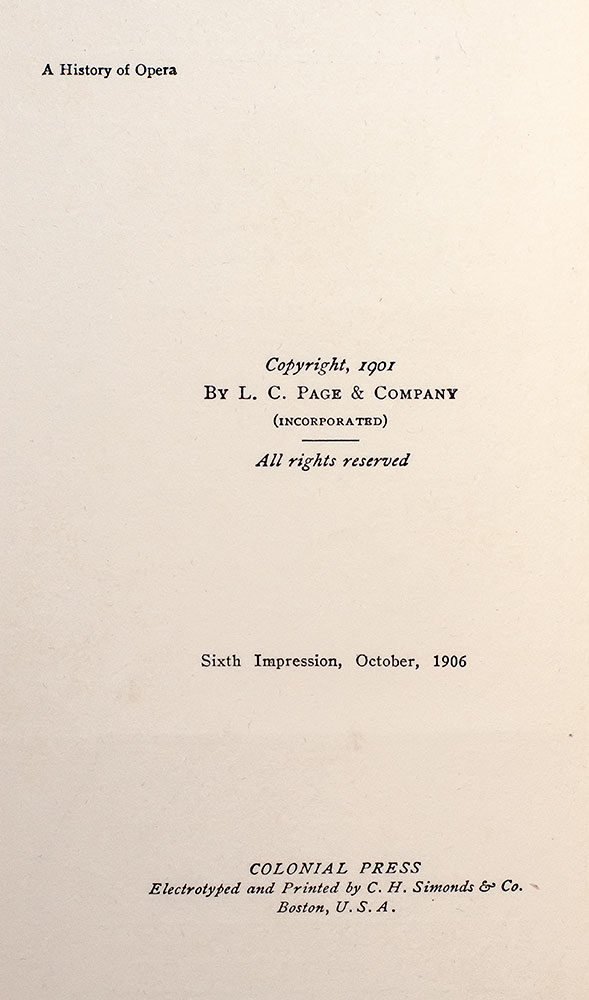 A History of Opera
Copyright, 1901
BY L. C. PAGE & COMPANY
(INCORPORATED)
All rights reserved
Sixth Impression, October, 1906
COLONIAL PRESS
Electrotyped and Printed by C. H. Simonds & Co.
Boston, U. S. A.